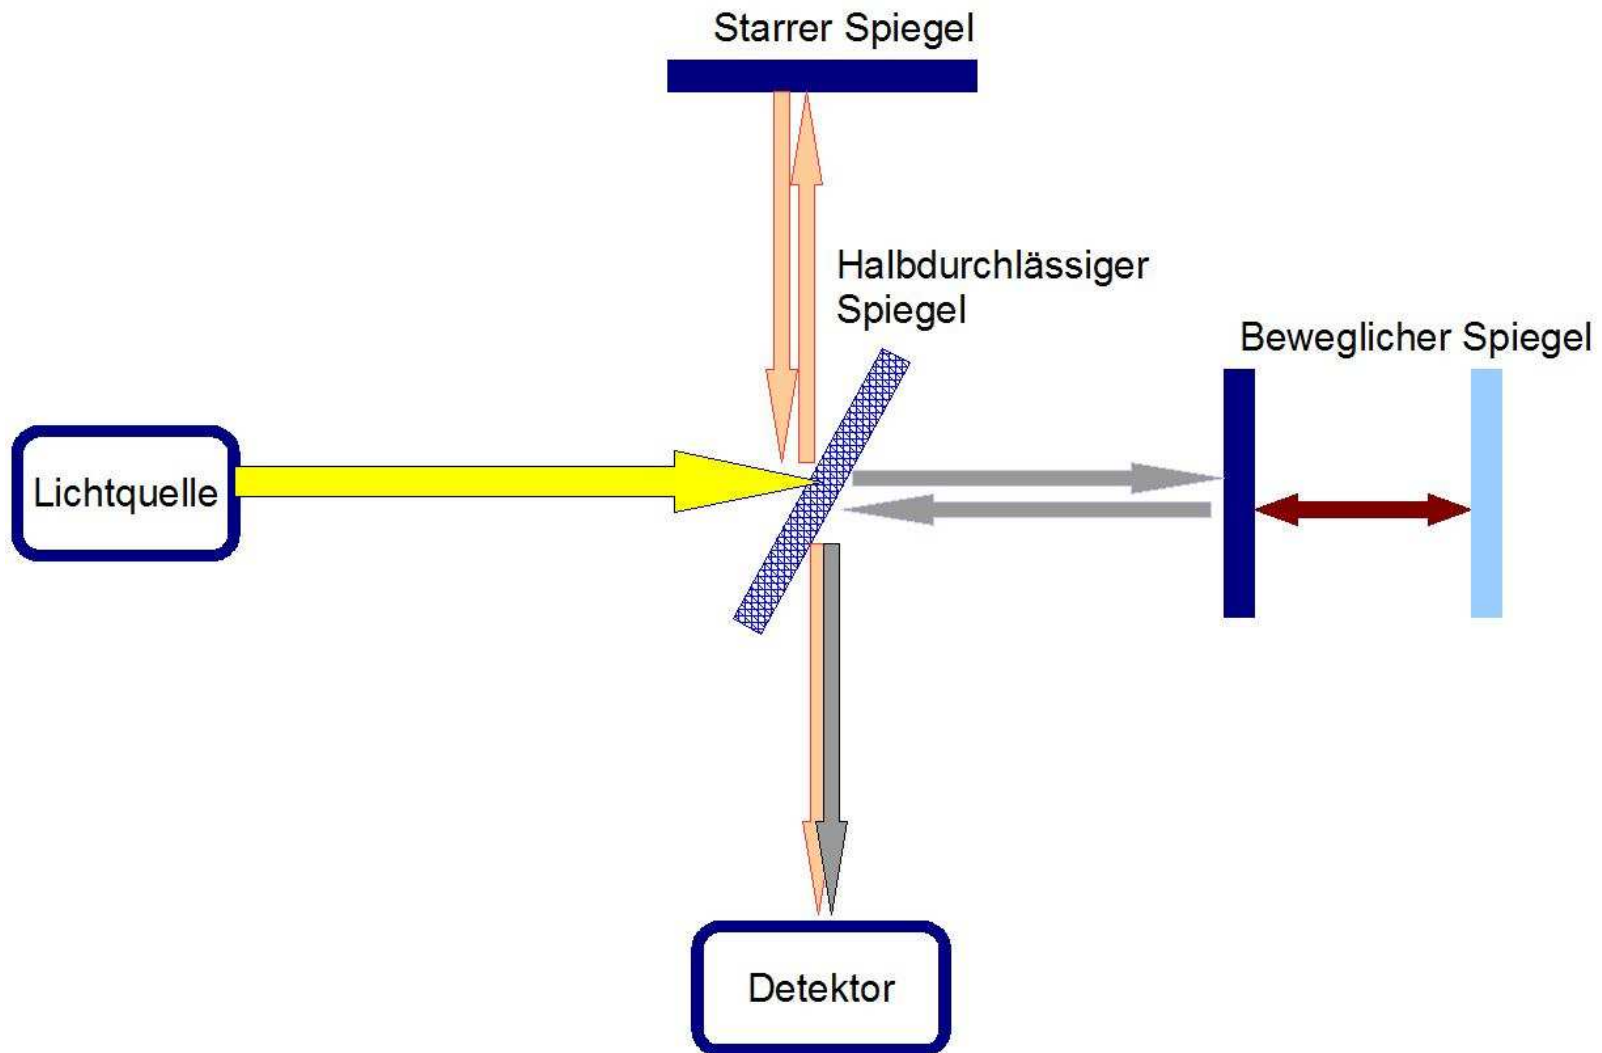 Starrer Spiegel
Halbdurchlässiger
Spiegel
Beweglicher Spiegel
Lichtquelle
Detektor